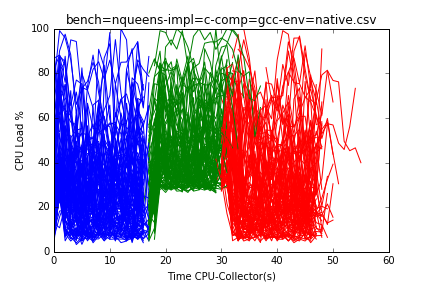 bench=nqueens-impl=c-comp=gcc-env=native.csv
100
80
60
40
20
0
CPU Load %
0 10 20 30 40 50 60
Time CPU-Collector(s)